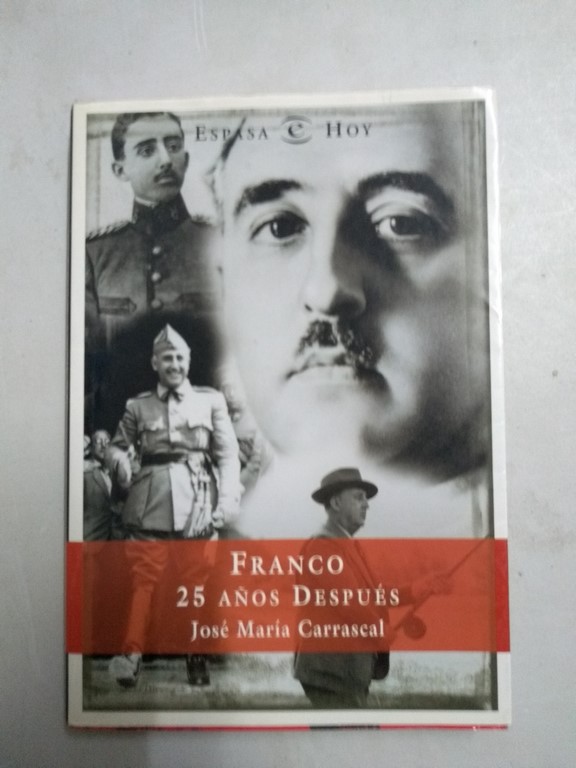 ESPASA e HOY
FRANCO
25 AÑOS DESPUÉS
José María Carrascal